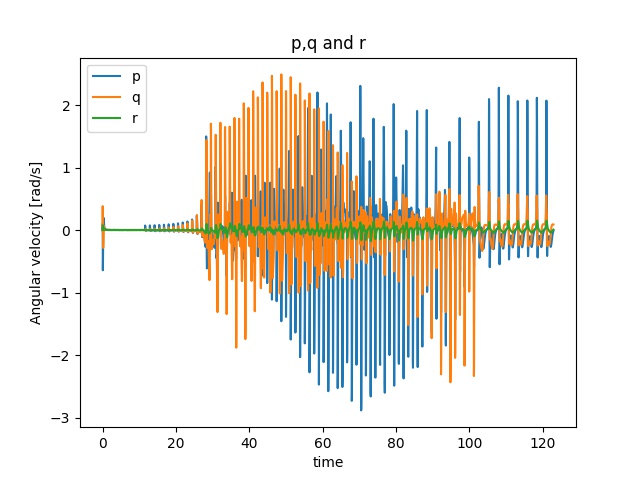 p,q and r
p
q
r
Angular velocity [rad/s]
2
1
0
−1
−2
−3
0 20 40 60 80 100 120
time